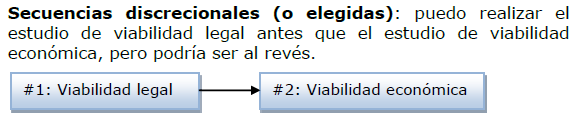 Secuencias discrecionales (o elegidas): puedo realizar el
estudio de viabilidad legal antes que el estudio de viabilidad
económica, pero podría ser al revés.
#1: Viabilidad legal
#2: Viabilidad económica